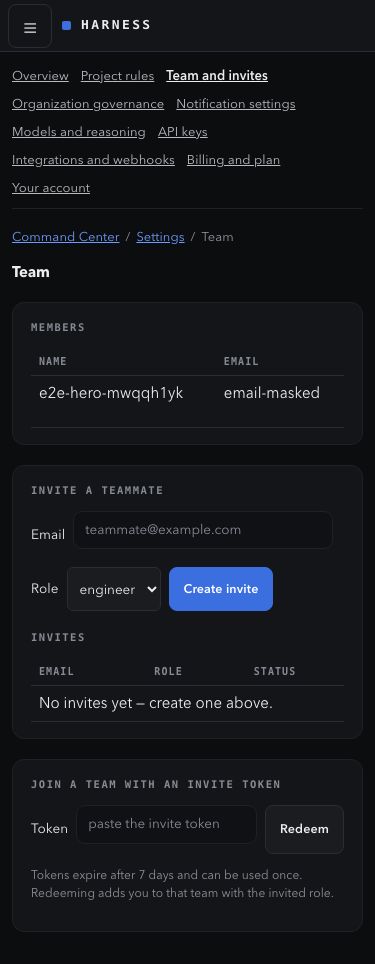 HARNESS
Overview Project rules Team and invites
Organization governance Notification settings
Models and reasoning API keys
Integrations and webhooks Billing and plan
Your account
Command Center / Settings / Team
Team
MEMBERS
NAME EMAIL
e2e-hero-mwqqh1yk email-masked
INVITE A TEAMMATE
Email teammate@example.com
Role engineer Create invite
INVITES
EMAIL ROLE STATUS
No invites yet — create one above.
JOIN A TEAM WITH AN INVITE TOKEN
Token paste the invite token Redeem
Tokens expire after 7 days and can be used once.
Redeeming adds you to that team with the invited role.